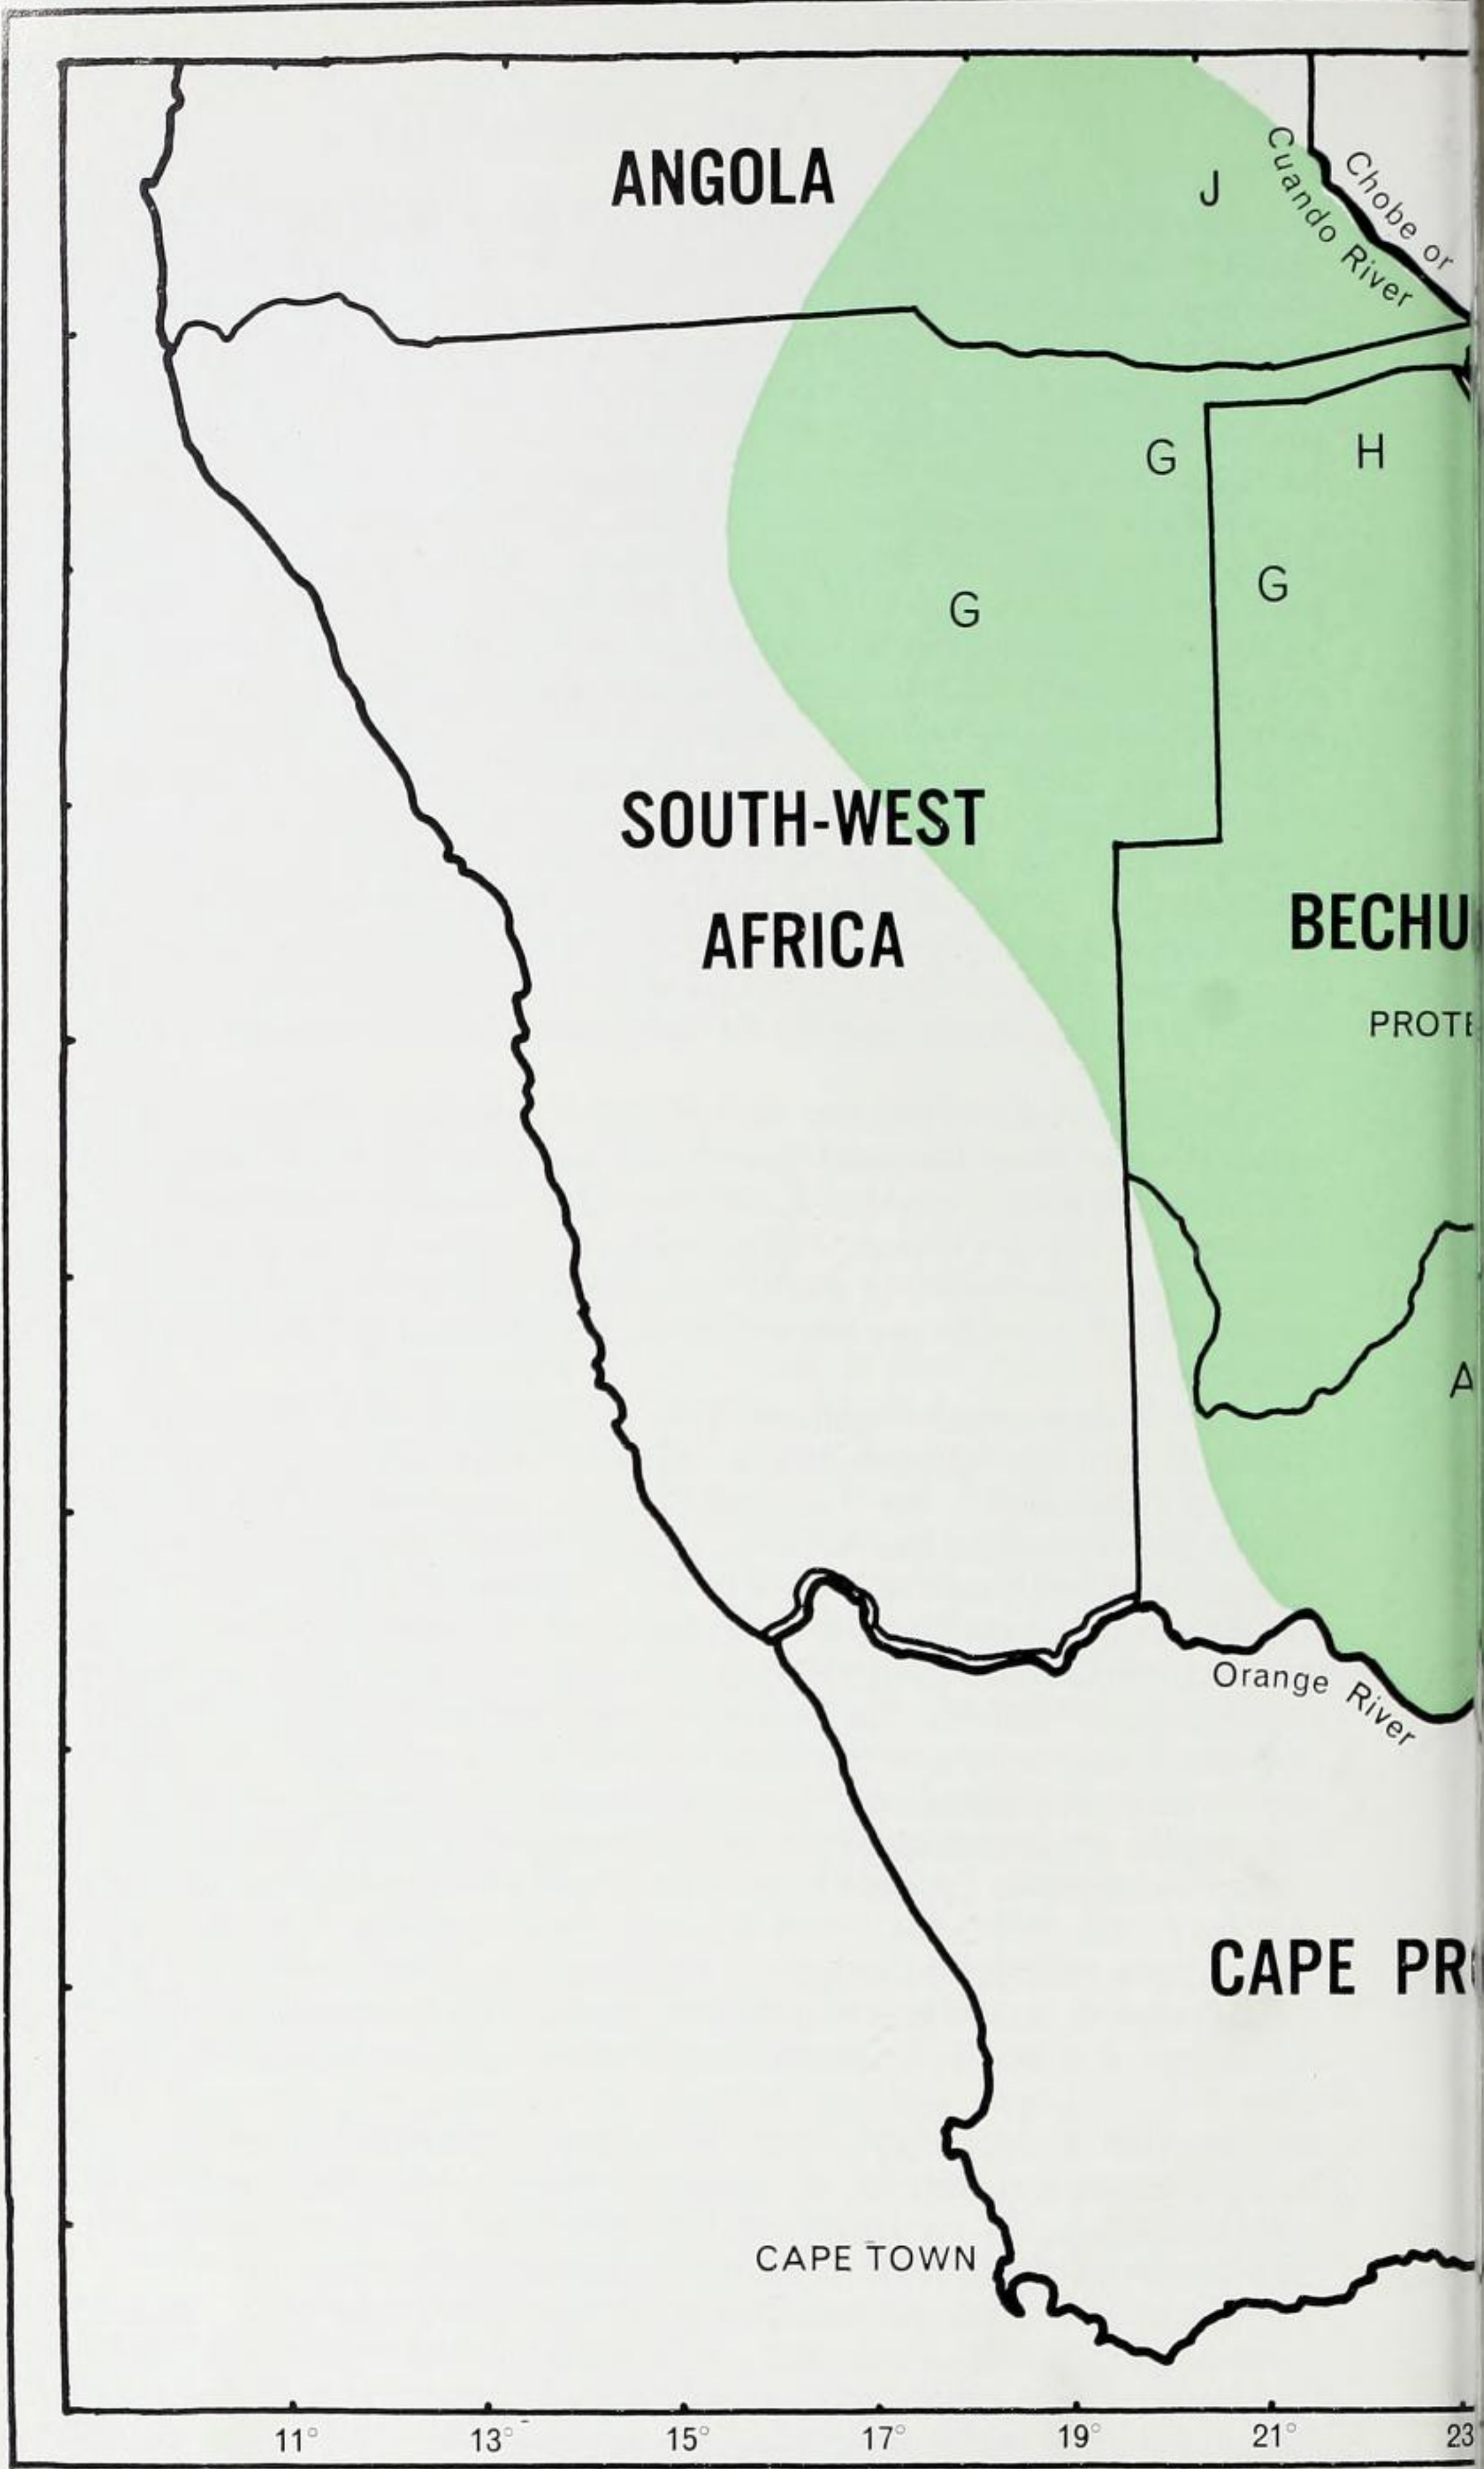 ANGOLA
J
Chobe or
Cuando River
G
H
G
G
SOUTH-WEST
AFRICA
BECHU
PROTE
A
Orange River
CAPE PR
CAPE TOWN
11° 13° 15° 17° 19° 21° 23